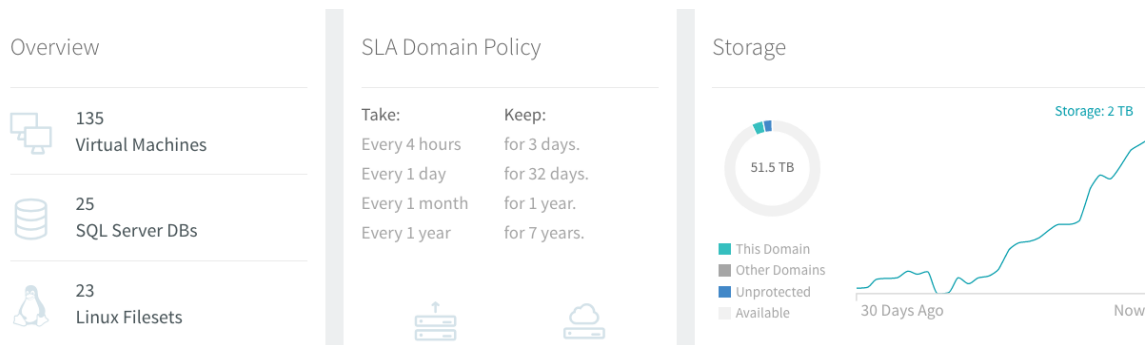 Overview
135
Virtual Machines
25
SQL Server DBs
23
Linux Filesets
SLA Domain Policy
Take: Keep:
Every 4 hours for 3 days.
Every 1 day for 32 days.
Every 1 month for 1 year.
Every 1 year for 7 years.
Storage
51.5 TB
This Domain
Other Domains
Unprotected
Available
Storage: 2 TB
30 Days Ago Now